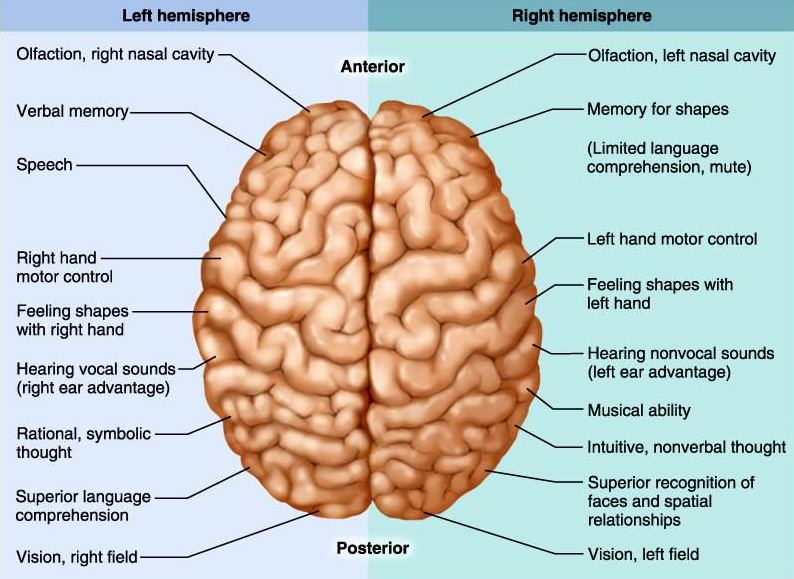 Left hemisphere
Right hemisphere
Anterior
Olfaction, right nasal cavity
Verbal memory
Speech
Right hand
motor control
Feeling shapes
with right hand
Hearing vocal sounds
(right ear advantage)
Rational, symbolic
thought
Superior language
comprehension
Vision, right field
Olfaction, left nasal cavity
Memory for shapes
(Limited language
comprehension, mute)
Left hand motor control
Feeling shapes with
left hand
Hearing nonvocal sounds
(left ear advantage)
Musical ability
Intuitive, nonverbal thought
Superior recognition of
faces and spatial
relationships
Vision, left field
Posterior